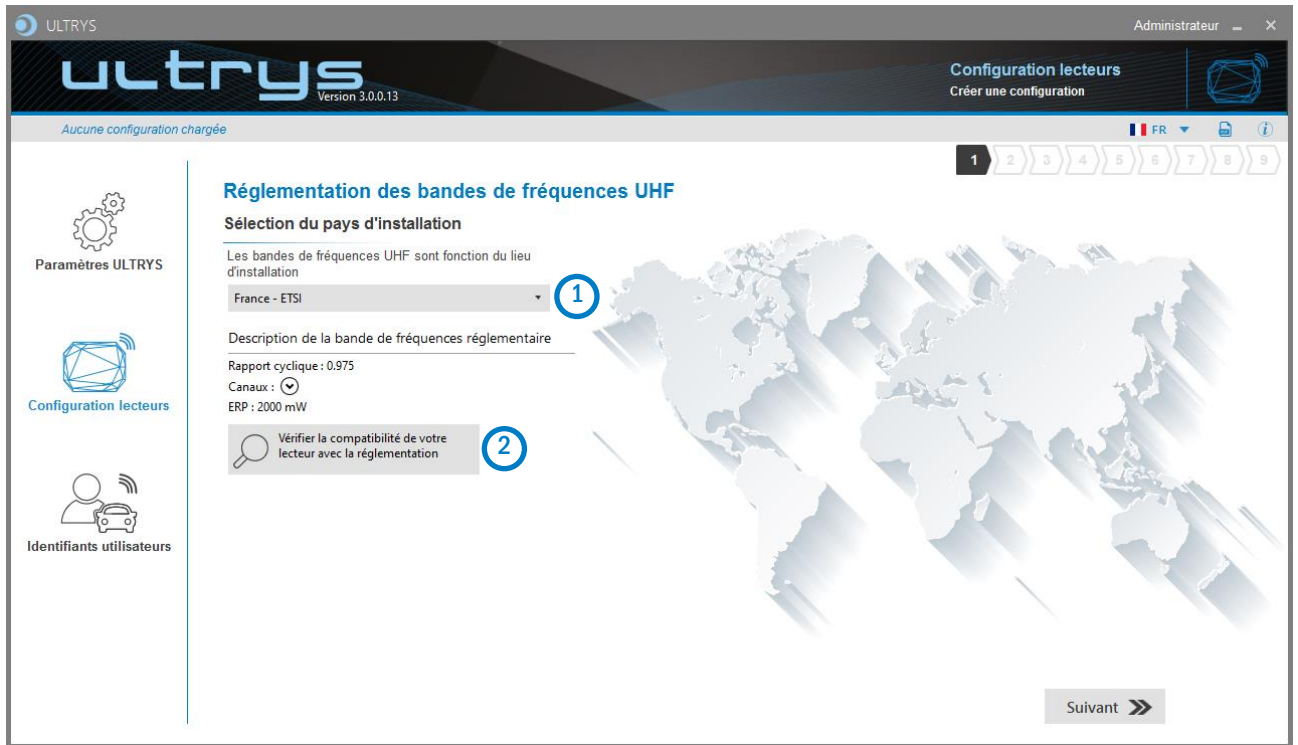 ULTRYS
Administrateur
ultrys
Version 3.0.0.13
Configuration lecteurs
Créer une configuration
Aucune configuration chargée
FR
1 2 3 4 5 6 7 8 9
Réglementation des bandes de fréquences UHF
Sélection du pays d'installation
Les bandes de fréquences UHF sont fonction du lieu
d'installation
France - ETSI
1
Description de la bande de fréquences réglementaire
Rapport cyclique : 0.975
Canaux :
ERP : 2000 mW
Vérifier la compatibilité de votre
lecteur avec la réglementation
2
Paramètres ULTRYS
Configuration lecteurs
Identifiants utilisateurs
Suivant